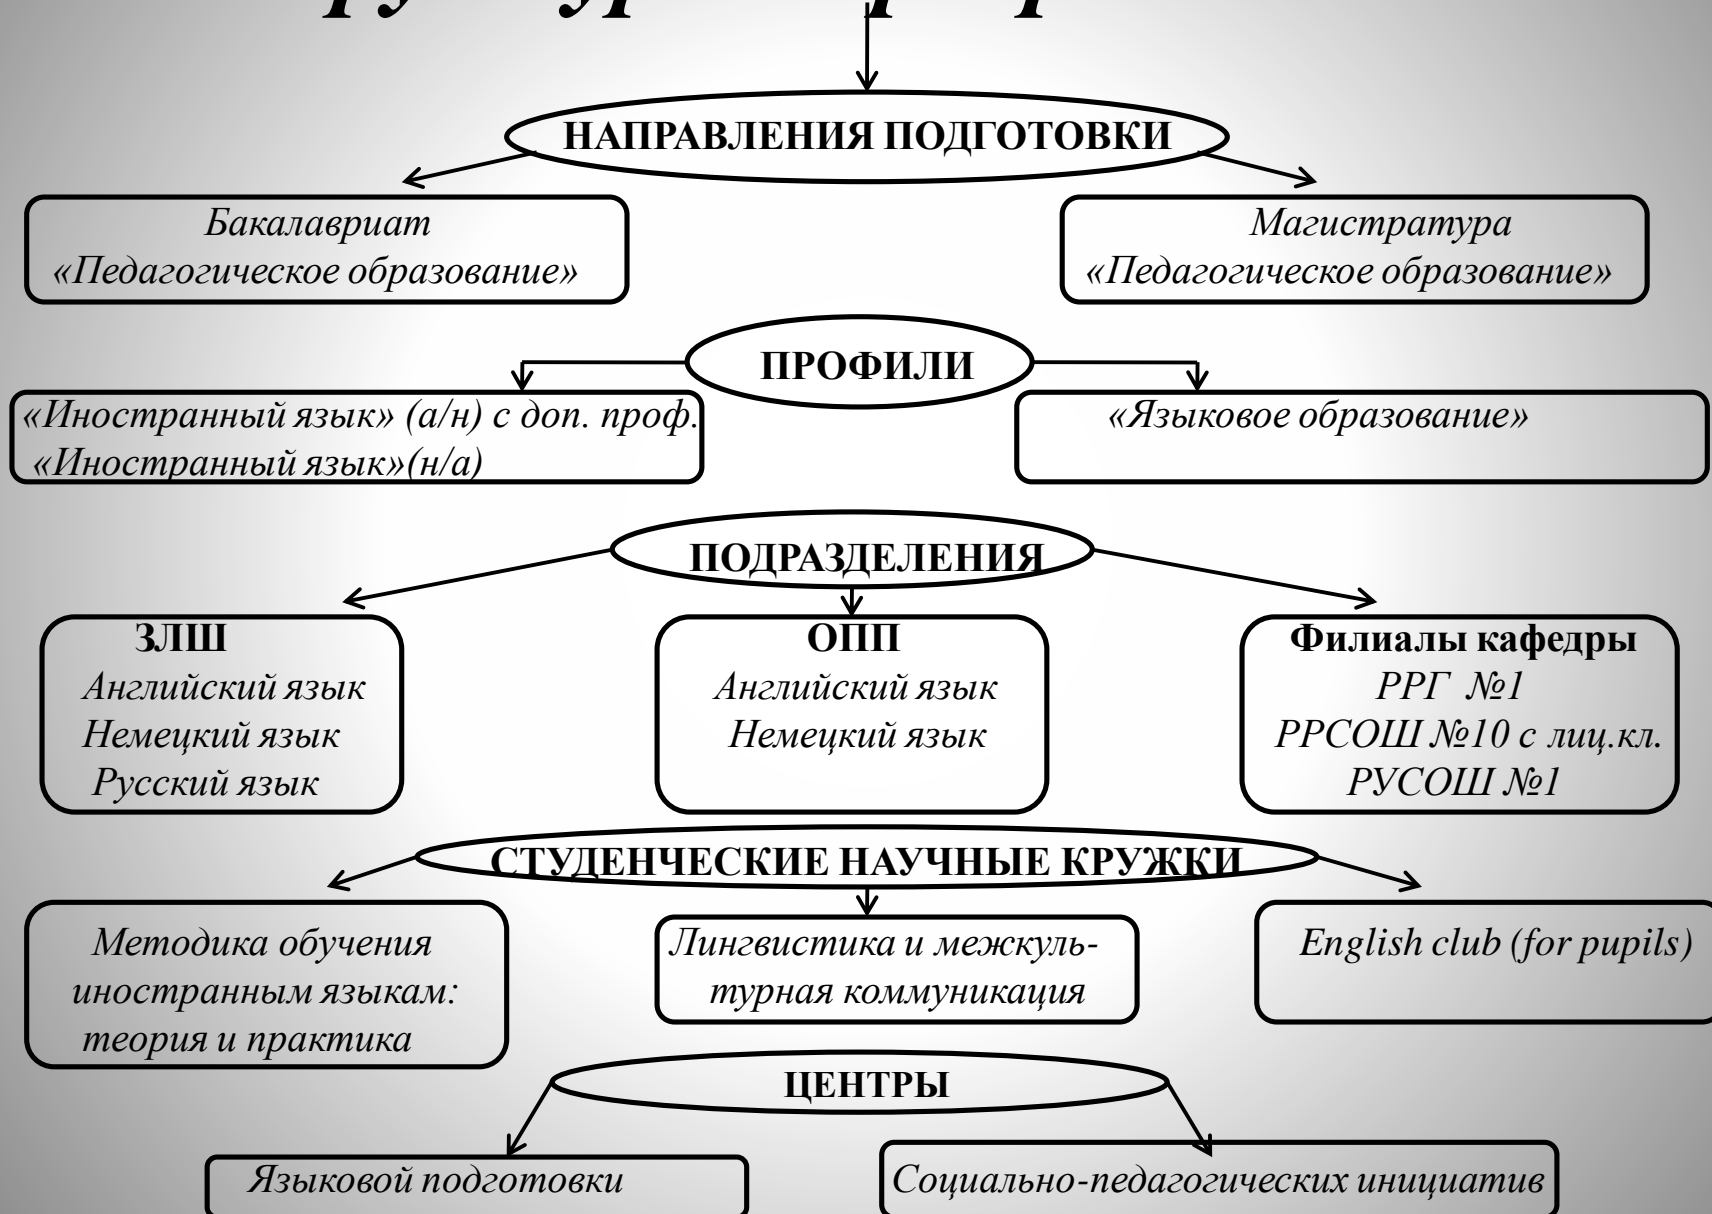 НАПРАВЛЕНИЯ ПОДГОТОВКИ
Бакалавриат
«Педагогическое образование»
Магистратура
«Педагогическое образование»
ПРОФИЛИ
«Иностранный язык» (а/н) с доп. проф.
«Иностранный язык»(н/а)
«Языковое образование»
ПОДРАЗДЕЛЕНИЯ
ЗЛШ
Английский язык
Немецкий язык
Русский язык
ОПП
Английский язык
Немецкий язык
Филиалы кафедры
РРГ №1
РРСОШ №10 с лиц.кл.
РУСОШ №1
СТУДЕНЧЕСКИЕ НАУЧНЫЕ КРУЖКИ
Методика обучения
иностранным языкам:
теория и практика
Лингвистика и межкуль-
турная коммуникация
English club (for pupils)
ЦЕНТРЫ
Языковой подготовки
Социально-педагогических инициатив